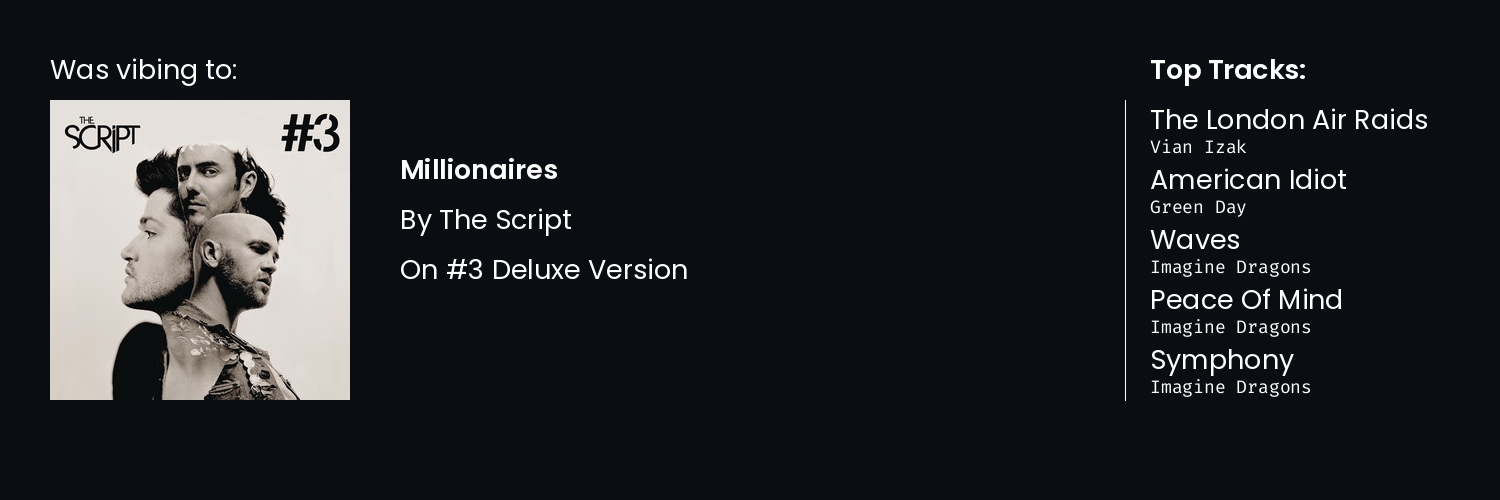 Was vibing to:
THE
SCRIPT
#3
Millionaires
By The Script
On #3 Deluxe Version
Top Tracks:
The London Air Raids
Vian Izak
American Idiot
Green Day
Waves
Imagine Dragons
Peace Of Mind
Imagine Dragons
Symphony
Imagine Dragons